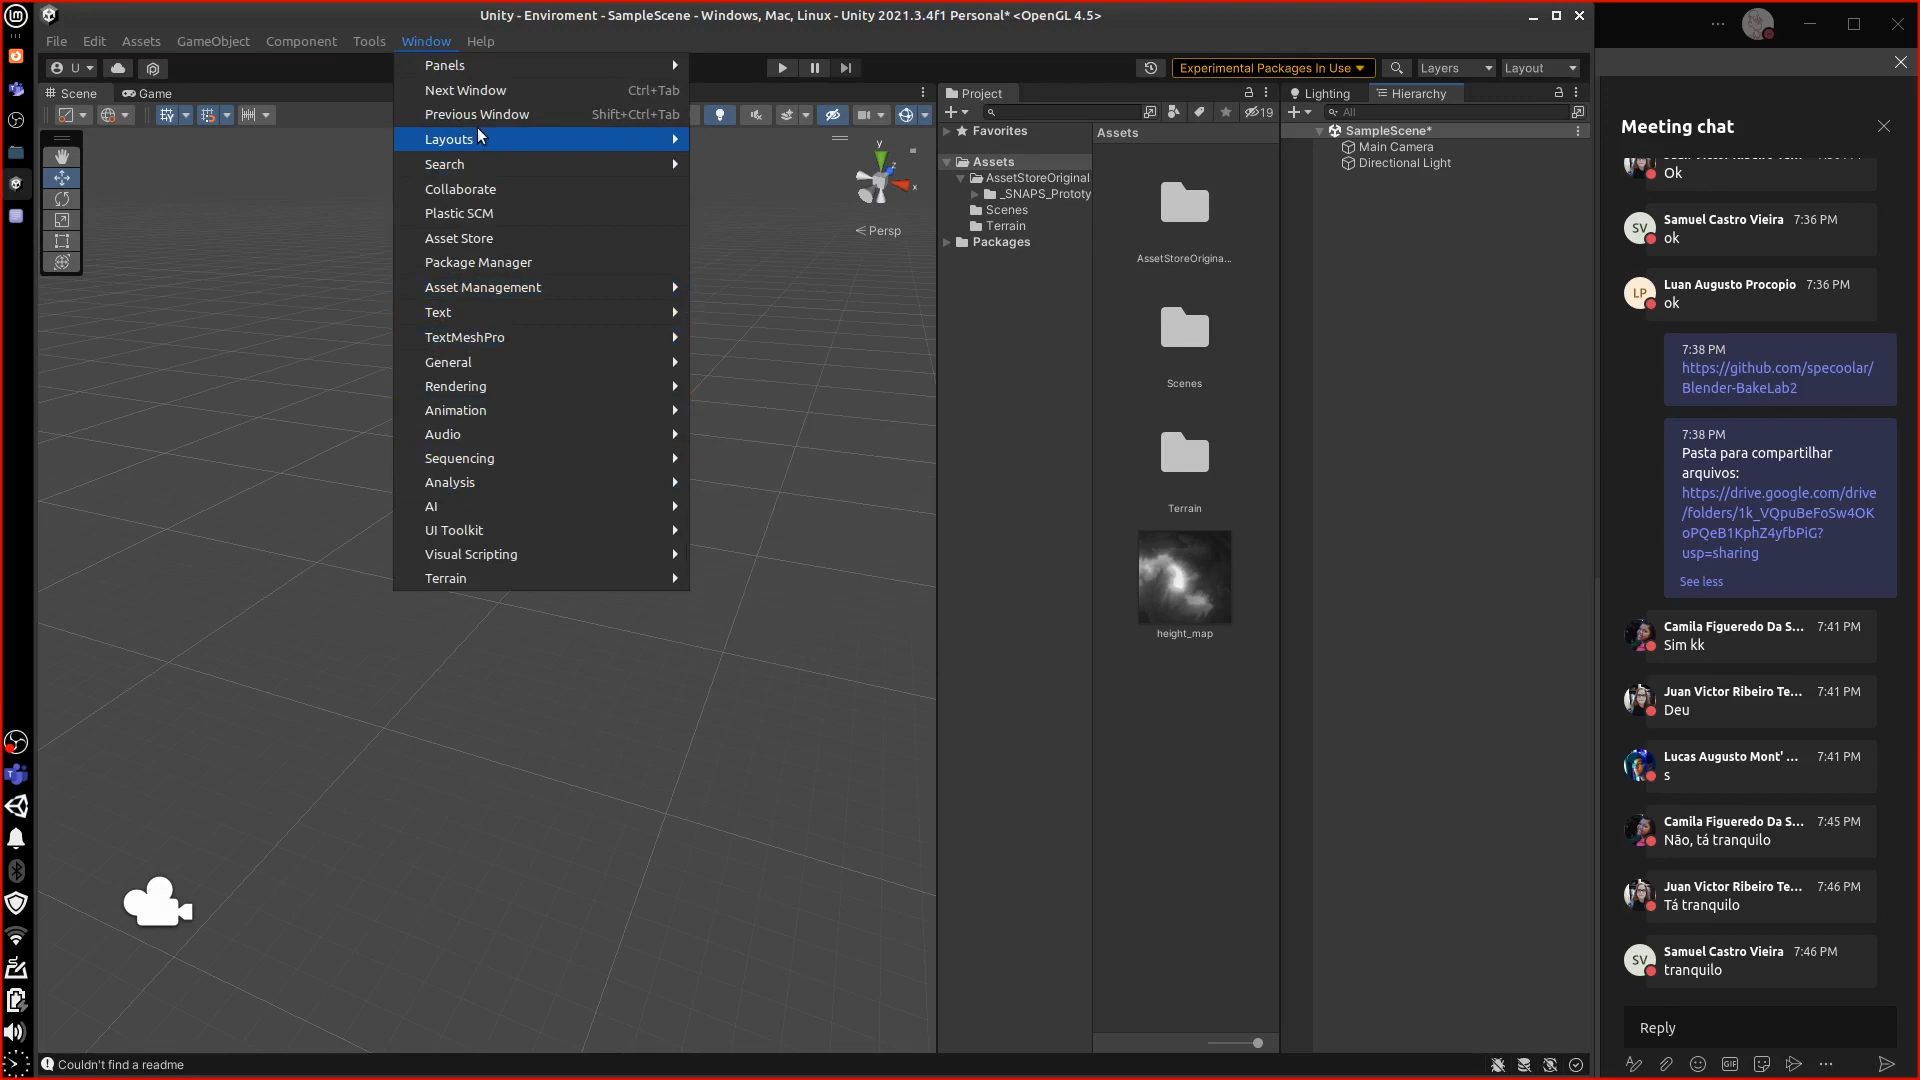 Unity - Enviroment - SampleScene - Windows, Mac, Linux - Unity 2021.3.4f1 Personal* <OpenGL 4.5>
File Edit Assets GameObject Component Tools Window Help
U
Experimental Packages In Use
Layers
Layout
Scene
Game
Panels
Next Window Ctrl+Tab
Previous Window Shift+Ctrl+Tab
Layouts
Search
Collaborate
Plastic SCM
Asset Store
Package Manager
Asset Management
Text
TextMeshPro
General
Rendering
Animation
Audio
Sequencing
Analysis
AI
UI Toolkit
Visual Scripting
Terrain
y
z
x
Persp
Project
19
Favorites
Assets
AssetStoreOriginal
_SNAPS_Prototy
Scenes
Terrain
Packages
Assets
AssetStoreOrigina...
Scenes
Terrain
height_map
Lighting
Hierarchy
All
SampleScene*
Main Camera
Directional Light
Couldn't find a readme
Meeting chat
Ok
SV
Samuel Castro Vieira 7:36 PM
ok
LP
Luan Augusto Procopio 7:36 PM
ok
7:38 PM
https://github.com/specoolar/
Blender-BakeLab2
7:38 PM
Pasta para compartilhar
arquivos:
https://drive.google.com/drive
/folders/1k_VQpuBeFoSw4OK
oPQeB1KphZ4yfbPiG?
usp=sharing
See less
Camila Figueredo Da S... 7:41 PM
Sim kk
Juan Victor Ribeiro Te... 7:41 PM
Deu
Lucas Augusto Mont' ... 7:41 PM
s
Camila Figueredo Da S... 7:45 PM
Não, tá tranquilo
Juan Victor Ribeiro Te... 7:46 PM
Tá tranquilo
SV
Samuel Castro Vieira 7:46 PM
tranquilo
Reply
GIF